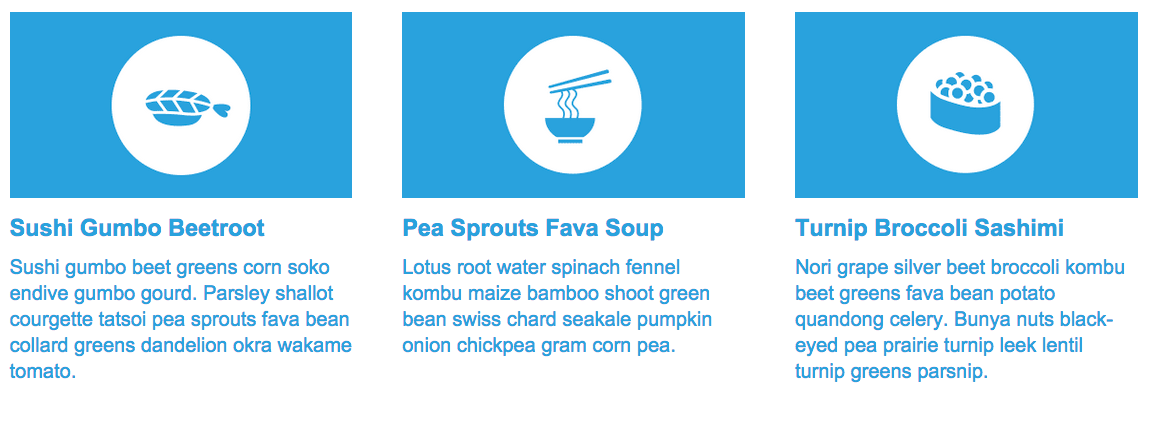 Sushi Gumbo Beetroot
Sushi gumbo beet greens corn soko
endive gumbo gourd. Parsley shallot
courgette tatsoi pea sprouts fava bean
collard greens dandelion okra wakame
tomato.
Pea Sprouts Fava Soup
Lotus root water spinach fennel
kombu maize bamboo shoot green
bean swiss chard seakale pumpkin
onion chickpea gram corn pea.
Turnip Broccoli Sashimi
Nori grape silver beet broccoli kombu
beet greens fava bean potato
quandong celery. Bunya nuts black-
eyed pea prairie turnip leek lentil
turnip greens parsnip.